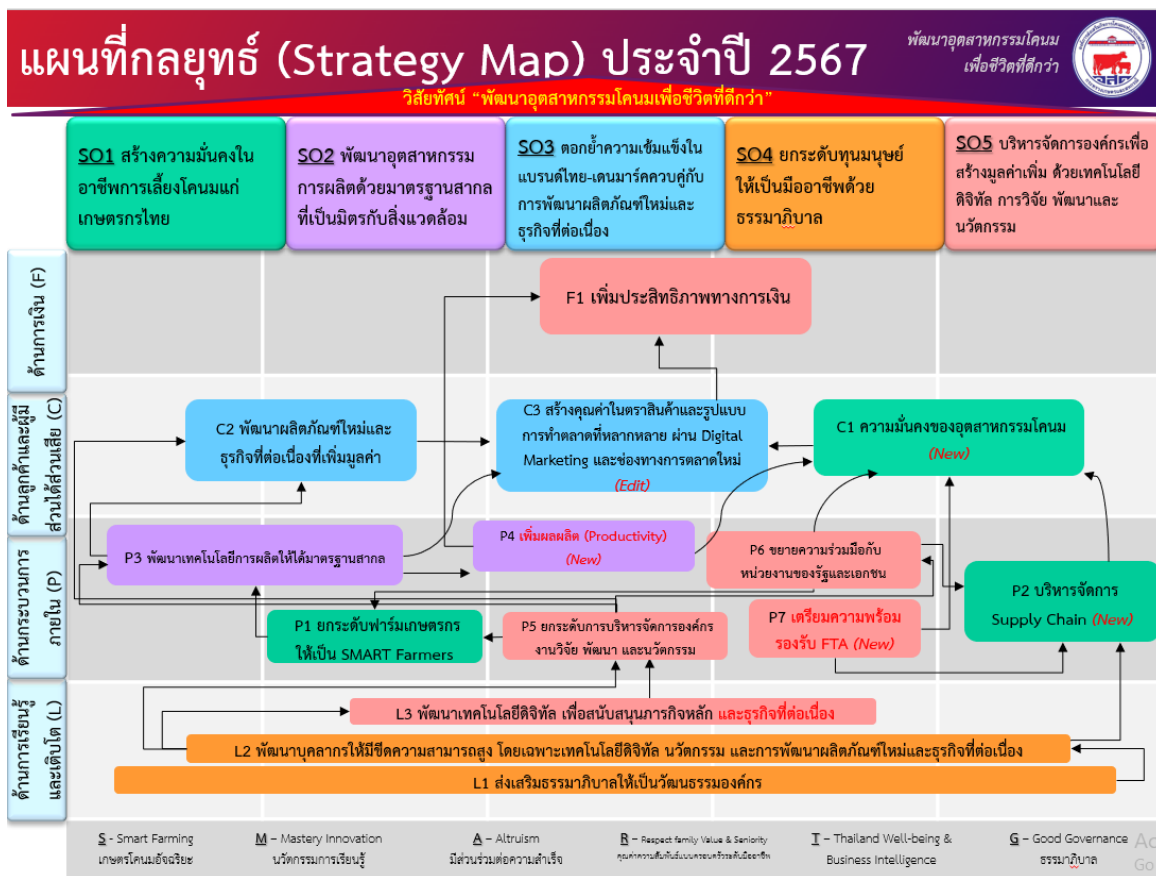 แผนที่กลยุทธ์ (Strategy Map) ประจำปี 2567
พัฒนาอุตสาหกรรมโคนม
เพื่อชีวิตที่ดีกว่า
วิสัยทัศน์ “พัฒนาอุตสาหกรรมโคนมเพื่อชีวิตที่ดีกว่า”
SO1 สร้างความมั่นคงใน
อาชีพการเลี้ยงโคนมแก่
เกษตรกรไทย
SO2 พัฒนาอุตสาหกรรม
การผลิตด้วยมาตรฐานสากล
ที่เป็นมิตรกับสิ่งแวดล้อม
SO3 ตอกย้ำความเข้มแข็งใน
แบรนด์ไทย-เดนมาร์คควบคู่กับ
การพัฒนาผลิตภัณฑ์ใหม่และ
ธุรกิจที่ต่อเนื่อง
SO4 ยกระดับทุนมนุษย์
ให้เป็นมืออาชีพด้วย
ธรรมาภิบาล
SO5 บริหารจัดการองค์กรเพื่อ
สร้างมูลค่าเพิ่ม ด้วยเทคโนโลยี
ดิจิทัล การวิจัย พัฒนาและ
นวัตกรรม
ด้านการเงิน (F)
F1 เพิ่มประสิทธิภาพทางการเงิน
ด้านลูกค้าและผู้มี
ส่วนได้ส่วนเสีย (C)
C2 พัฒนาผลิตภัณฑ์ใหม่และ
ธุรกิจที่ต่อเนื่องที่เพิ่มมูลค่า
C3 สร้างคุณค่าในตราสินค้าและรูปแบบ
การทำตลาดที่หลากหลาย ผ่าน Digital
Marketing และช่องทางการตลาดใหม่
(Edit)
C1 ความมั่นคงของอุตสาหกรรมโคนม
(New)
ด้านกระบวนการ
ภายใน (P)
P3 พัฒนาเทคโนโลยีการผลิตให้ได้มาตรฐานสากล
P4 เพิ่มผลผลิต (Productivity)
(New)
P6 ขยายความร่วมมือกับ
หน่วยงานของรัฐและเอกชน
P2 บริหารจัดการ
Supply Chain (New)
P1 ยกระดับฟาร์มเกษตรกร
ให้เป็น SMART Farmers
P5 ยกระดับการบริหารจัดการองค์กร
งานวิจัย พัฒนา และนวัตกรรม
P7 เตรียมความพร้อม
รองรับ FTA (New)
ด้านการเรียนรู้
และเติบโต (L)
L3 พัฒนาเทคโนโลยีดิจิทัล เพื่อสนับสนุนภารกิจหลัก และธุรกิจที่ต่อเนื่อง
L2 พัฒนาบุคลากรให้มีขีดความสามารถสูง โดยเฉพาะเทคโนโลยีดิจิทัล นวัตกรรม และการพัฒนาผลิตภัณฑ์ใหม่และธุรกิจที่ต่อเนื่อง
L1 ส่งเสริมธรรมาภิบาลให้เป็นวัฒนธรรมองค์กร
S - Smart Farming
เกษตรโคนมอัจฉริยะ
M – Mastery Innovation
นวัตกรรมการเรียนรู้
A – Altruism
มีส่วนร่วมต่อความสำเร็จ
R – Respect family Value & Seniority
คุณค่าความสัมพันธ์แบบครอบครัวระดับมืออาชีพ
T – Thailand Well-being &
Business Intelligence
G – Good Governance
ธรรมาภิบาล